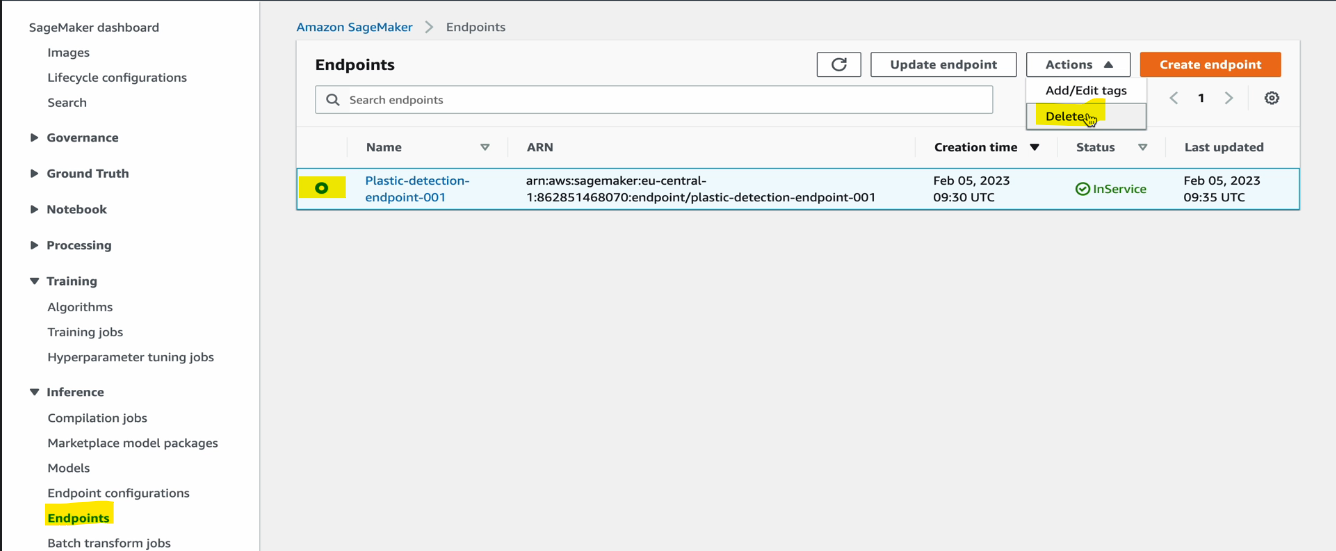 SageMaker dashboard
Images
Lifecycle configurations
Search
Governance
Ground Truth
Notebook
Processing
Training
Algorithms
Training jobs
Hyperparameter tuning jobs
Inference
Compilation jobs
Marketplace model packages
Models
Endpoint configurations
Endpoints
Batch transform jobs
Amazon SageMaker > Endpoints
Endpoints
Update endpoint
Actions
Create endpoint
Add/Edit tags
Delete
Search endpoints
1
Name ARN Creation time Status Last updated
Plastic-detection- arn:aws:sagemaker:eu-central- Feb 05, 2023 InService Feb 05, 2023
endpoint-001 1:862851468070:endpoint/plastic-detection-endpoint-001 09:30 UTC 09:35 UTC